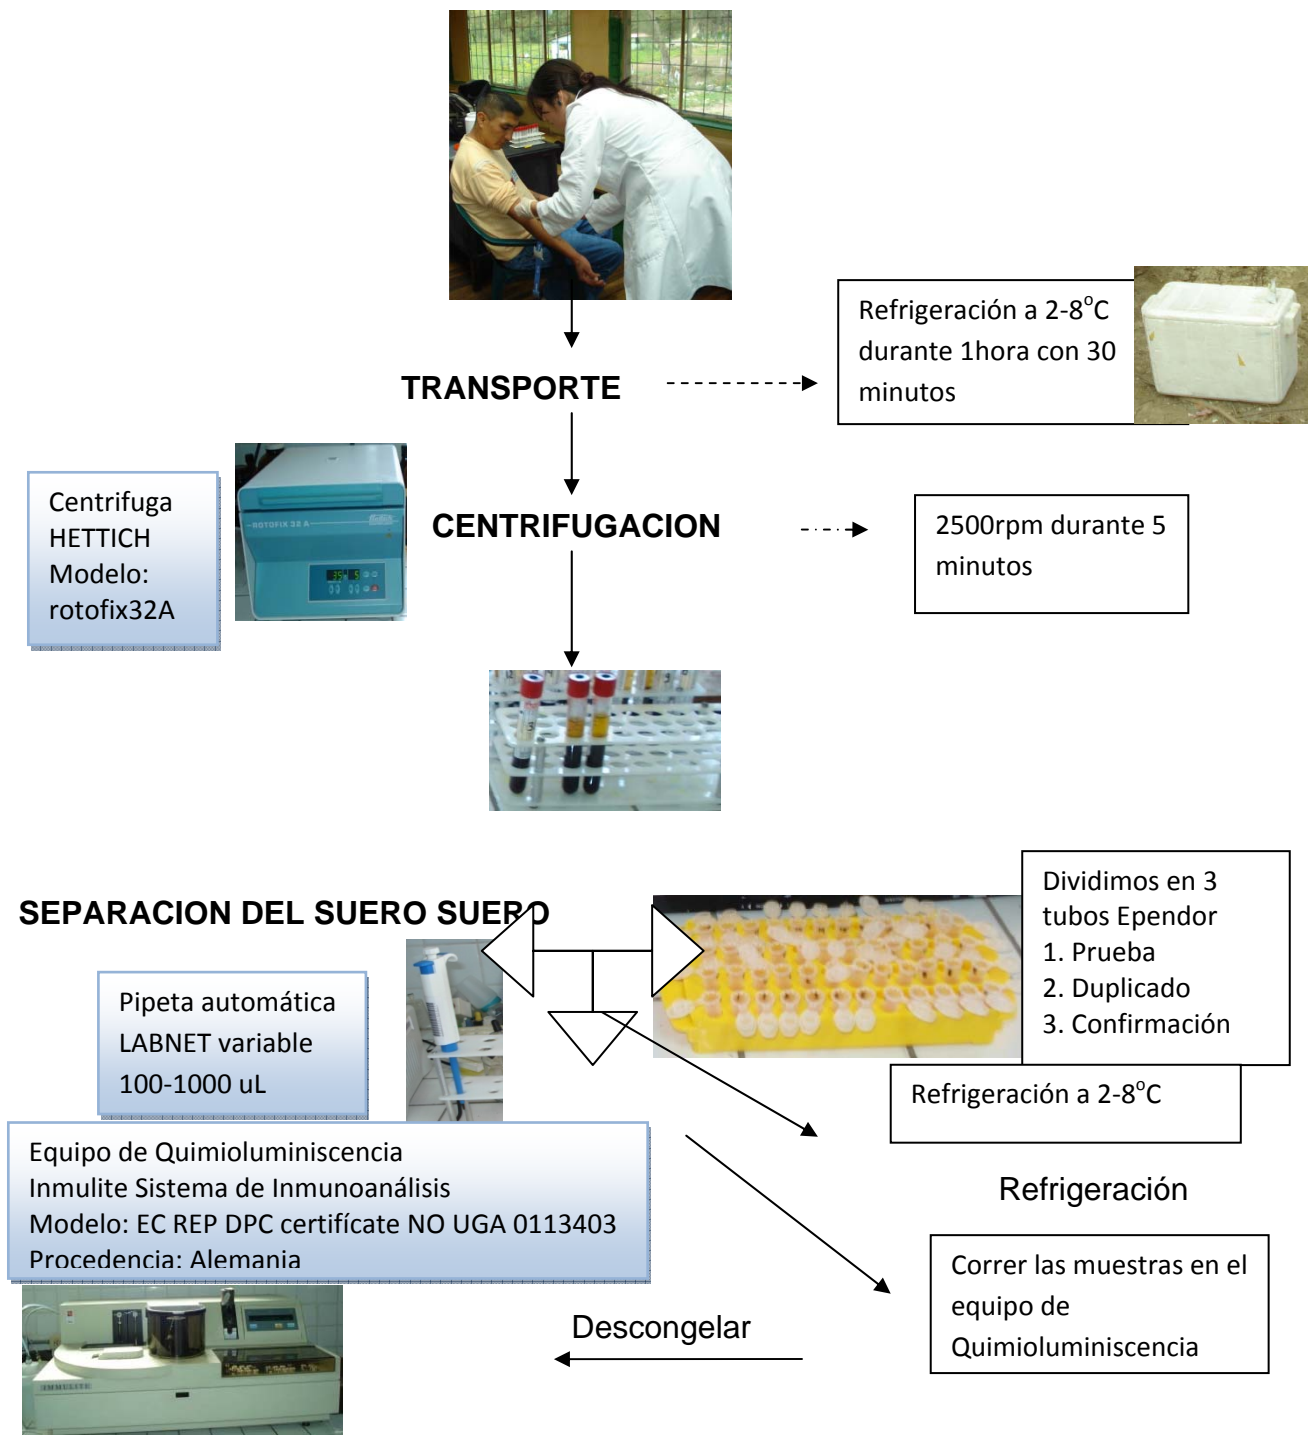 Refrigeración a 2-8°C
durante 1hora con 30
minutos
TRANSPORTE
Centrifuga
HETTICH
Modelo:
rotofix32A
ROTOFIX 32 A
CENTRIFUGACION
2500rpm durante 5
minutos
SEPARACION DEL SUERO SUERO
Dividimos en 3
tubos Ependor
1. Prueba
2. Duplicado
3. Confirmación
Pipeta automática
LABNET variable
100-1000 uL
Refrigeración a 2-8°C
Equipo de Quimioluminiscencia
Inmulite Sistema de Inmunoanálisis
Modelo: EC REP DPC certifícate NO UGA 0113403
Procedencia: Alemania
Refrigeración
Correr las muestras en el
equipo de
Quimioluminiscencia
Descongelar
IMMULITE